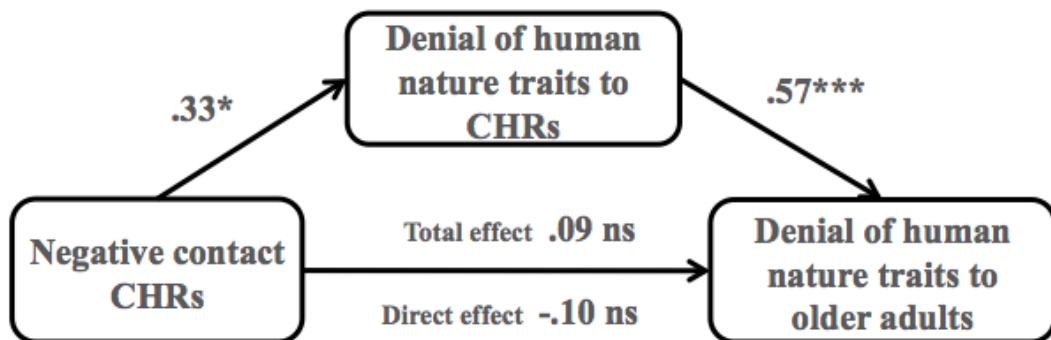 Denial of human
nature traits to
CHRs
.33*
.57***
Negative contact
CHRs
Total effect .09 ns
Direct effect -.10 ns
Denial of human
nature traits to
older adults